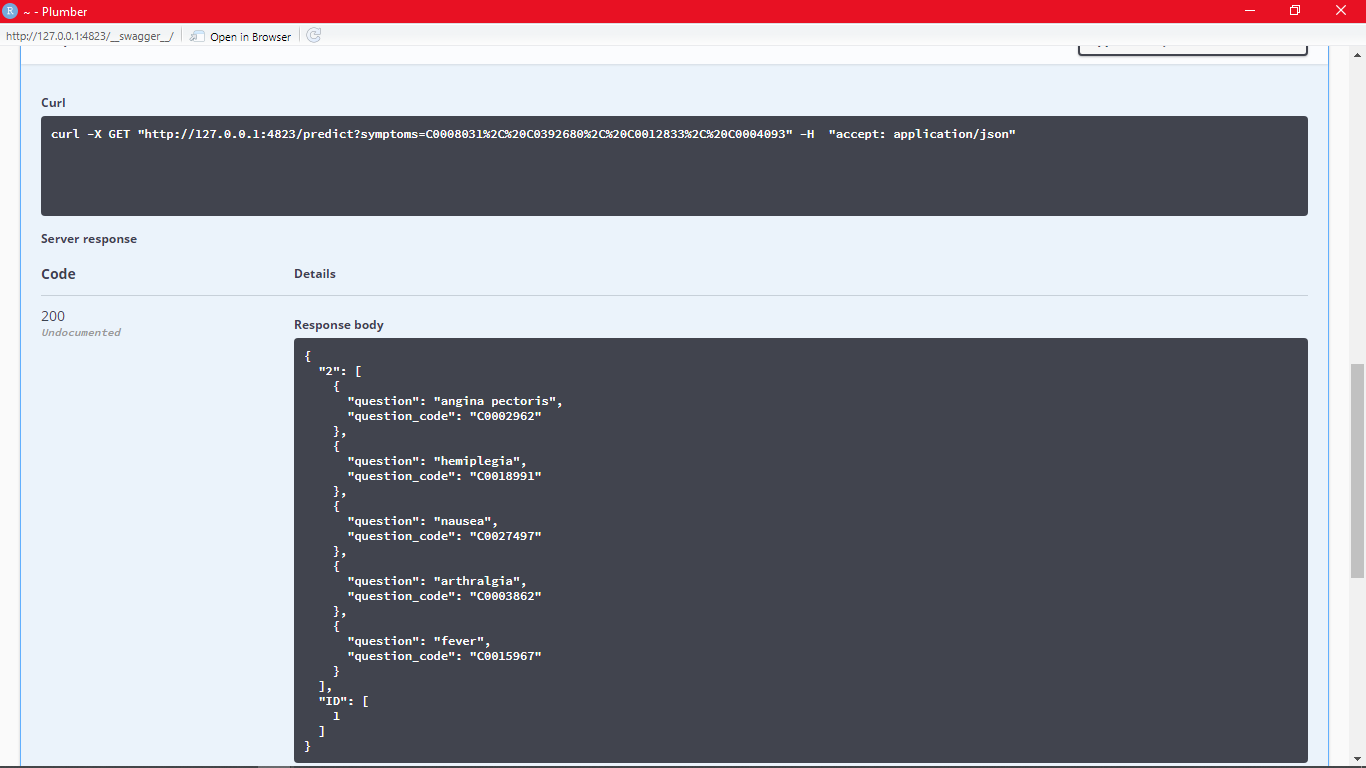 ~ - Plumber
http://127.0.0.1:4823/__swagger__/ Open in Browser
Curl
curl -X GET "http://127.0.0.1:4823/predict?symptoms=C0008031%2C%20C0392680%2C%20C0012833%2C%20C0004093" -H  "accept: application/json"
Server response
Code Details
200
Undocumented
Response body
{
  "2": [
    {
      "question": "angina pectoris",
      "question_code": "C0002962"
    },
    {
      "question": "hemiplegia",
      "question_code": "C0018991"
    },
    {
      "question": "nausea",
      "question_code": "C0027497"
    },
    {
      "question": "arthralgia",
      "question_code": "C0003862"
    },
    {
      "question": "fever",
      "question_code": "C0015967"
    }
  ],
  "ID": [
    1
  ]
}